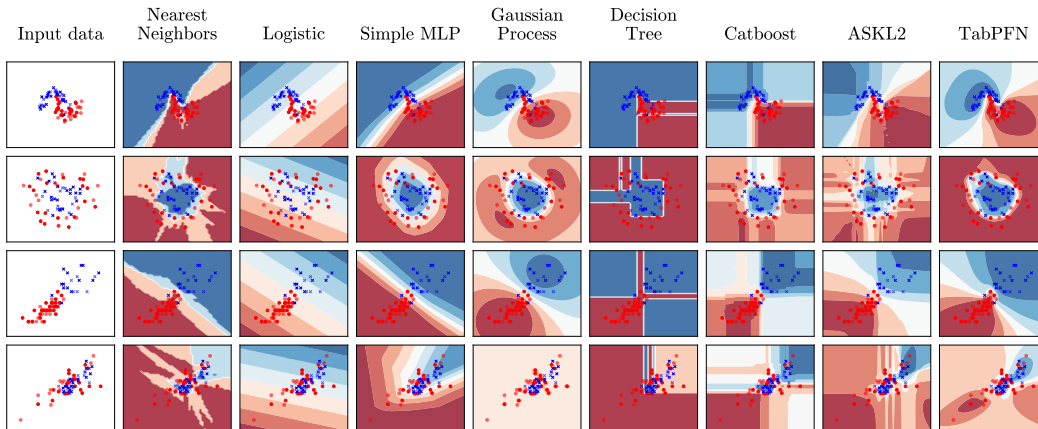 Input data
Nearest
Neighbors
Logistic
Simple MLP
Gaussian
Process
Decision
Tree
Catboost
ASKL2
TabPFN